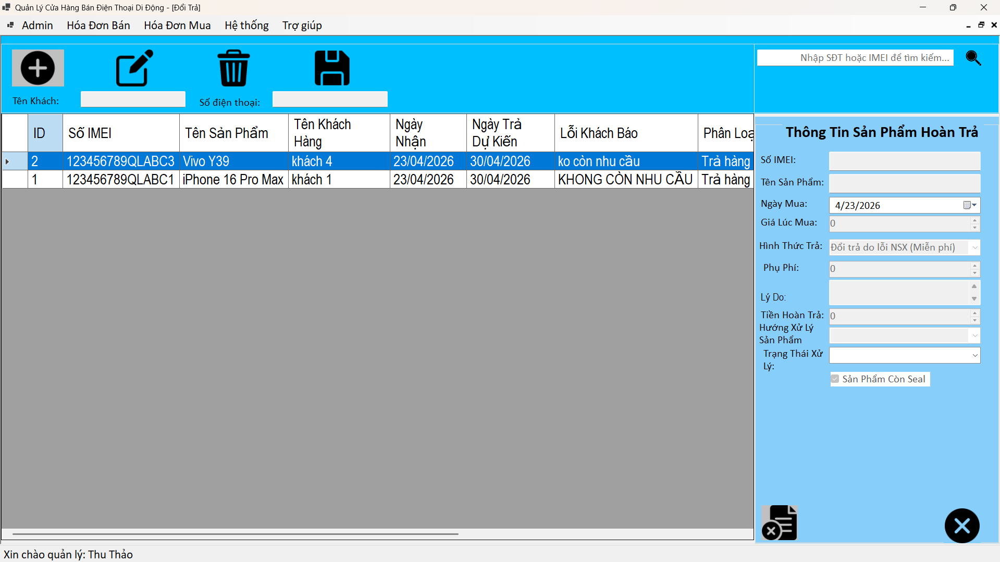 Quản Lý Cửa Hàng Bán Điện Thoại Di Động - [Đổi Trả]
Admin Hóa Đơn Bán Hóa Đơn Mua Hệ thống Trợ giúp
Nhập SĐT hoặc IMEI để tìm kiếm...
Tên Khách: Số điện thoại:
ID Số IMEI Tên Sản Phẩm Tên Khách Hàng Ngày Nhận Ngày Trả Dự Kiến Lỗi Khách Báo Phân Loạ
2 123456789QLABC3 Vivo Y39 khách 4 23/04/2026 30/04/2026 ko còn nhu cầu Trả hàng
1 123456789QLABC1 iPhone 16 Pro Max khách 1 23/04/2026 30/04/2026 KHONG CÒN NHU CẦU Trả hàng
Thông Tin Sản Phẩm Hoàn Trả
Số IMEI:
Tên Sản Phẩm:
Ngày Mua: 4/23/2026
Giá Lúc Mua: 0
Hình Thức Trả: Đổi trả do lỗi NSX (Miễn phí)
Phụ Phí: 0
Lý Do:
Tiền Hoàn Trả: 0
Hướng Xử Lý
Sản Phẩm
Trạng Thái Xử
Lý:
Sản Phẩm Còn Seal
Xin chào quản lý: Thu Thảo